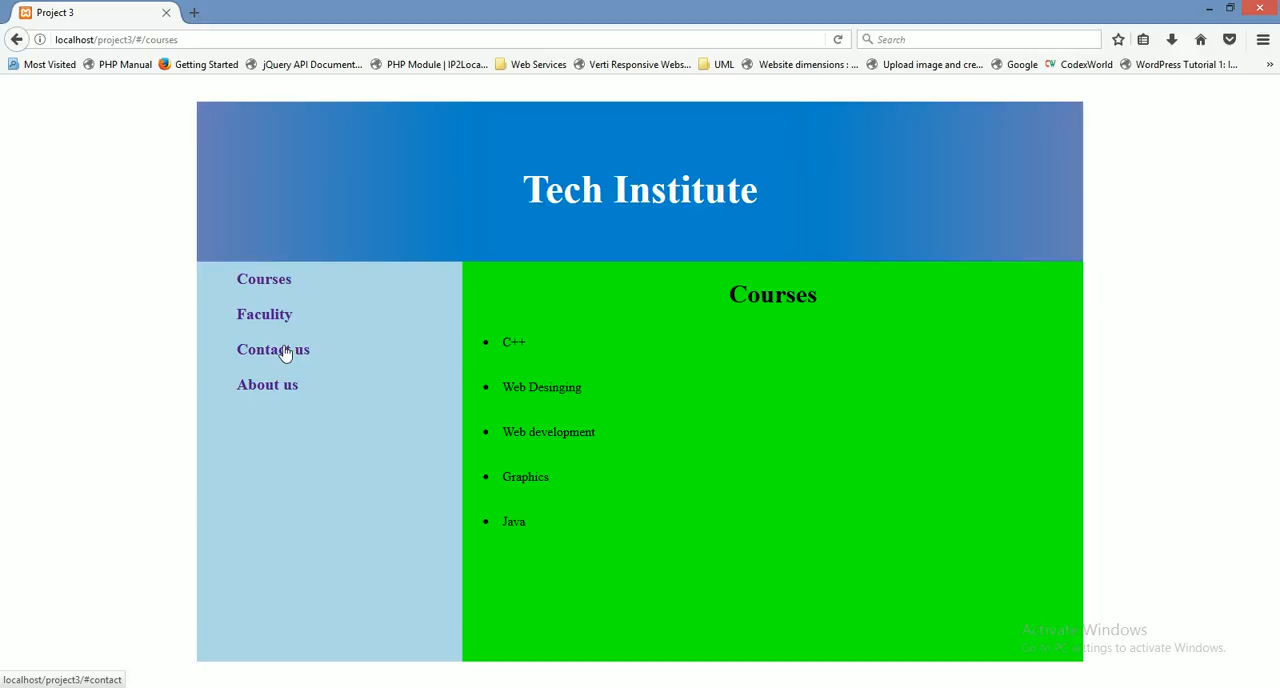 Project 3
localhost/project3/#/courses
Search
Most Visited PHP Manual Getting Started jQuery API Document... PHP Module | IP2Loca... Web Services Verti Responsive Webs... UML Website dimensions : ... Upload image and cre... Google CodexWorld WordPress Tutorial 1: I... »
Tech Institute
Courses
Faculity
Contact us
About us
Courses
C++
Web Desinging
Web development
Graphics
Java
Activate Windows
Go to PC settings to activate Windows.
localhost/project3/#contact